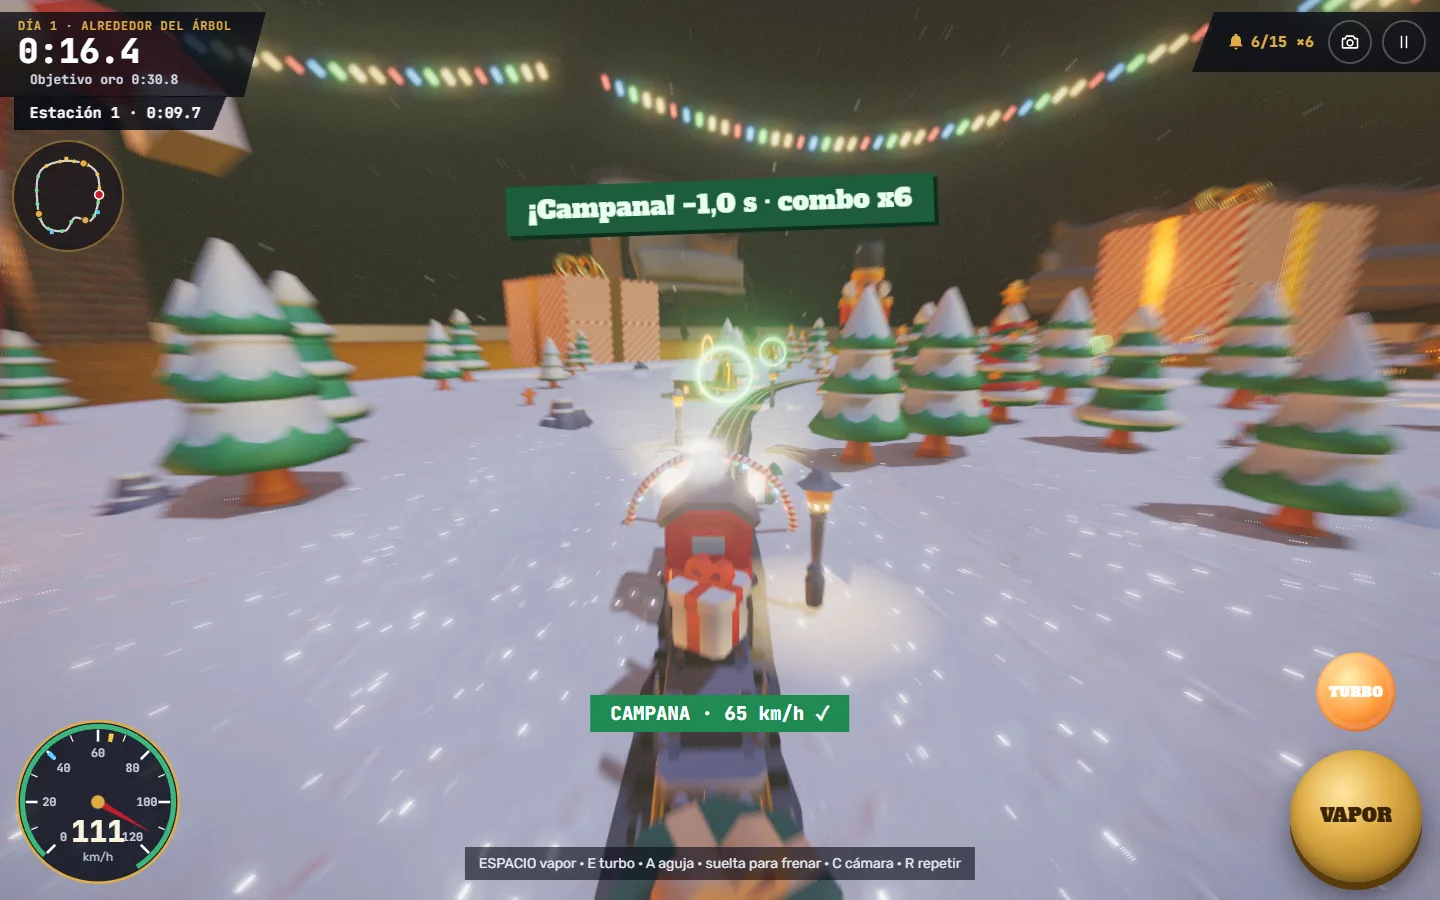 DÍA 1 · ALREDEDOR DEL ÁRBOL
0:16.4
Objetivo oro 0:30.8
Estación 1 · 0:09.7
6/15 ×6
¡Campana! −1,0 s · combo x6
CAMPANA · 65 km/h ✓
TURBO
VAPOR
0 20 40 60 80 100 120
111
km/h
ESPACIO vapor • E turbo • A aguja • suelta para frenar • C cámara • R repetir